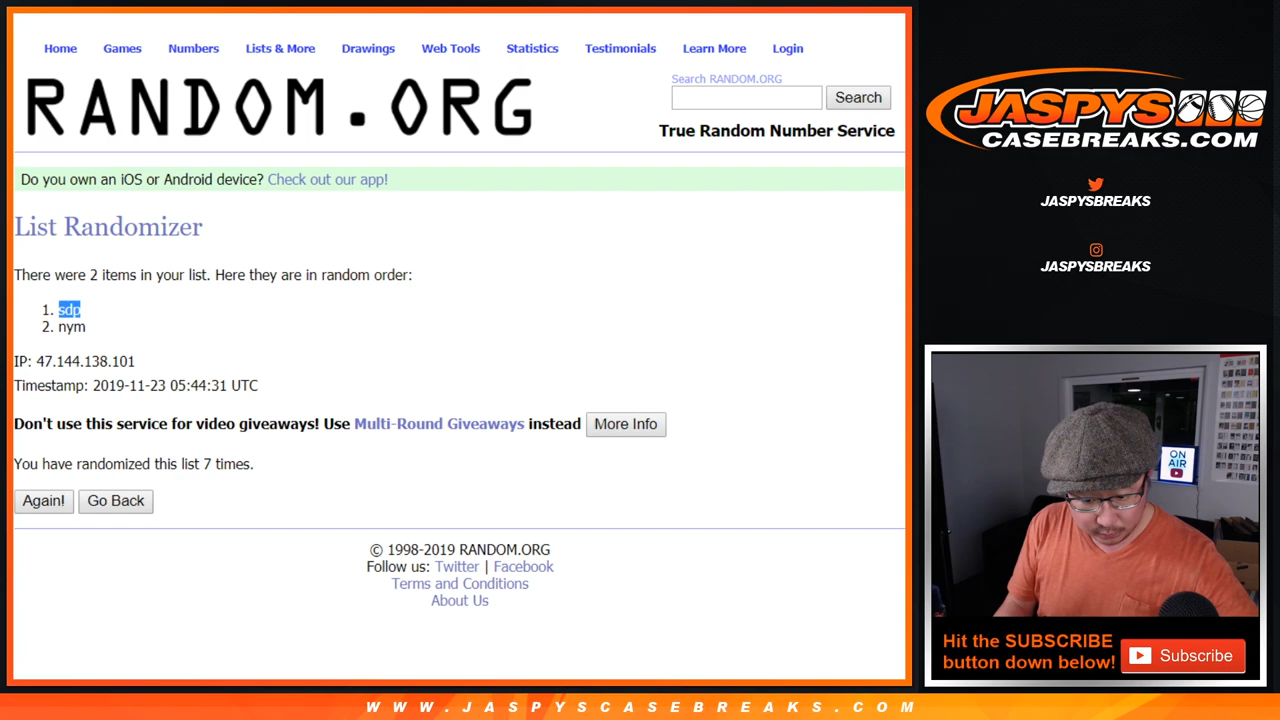 Home Games Numbers Lists & More Drawings Web Tools Statistics Testimonials Learn More Login
RANDOM.ORG
Search RANDOM.ORG
Search
True Random Number Service
Do you own an iOS or Android device? Check out our app!
List Randomizer
There were 2 items in your list. Here they are in random order:
1. sdp
2. nym
IP: 47.144.138.101
Timestamp: 2019-11-23 05:44:31 UTC
Don't use this service for video giveaways! Use Multi-Round Giveaways instead More Info
You have randomized this list 7 times.
Again! Go Back
© 1998-2019 RANDOM.ORG
Follow us: Twitter | Facebook
Terms and Conditions
About Us
JASPYS
CASEBREAKS.COM
JASPYSBREAKS
JASPYSBREAKS
ON
AIR
Hit the SUBSCRIBE
button down below!
Subscribe
WWW.JASPYSCASEBREAKS.COM